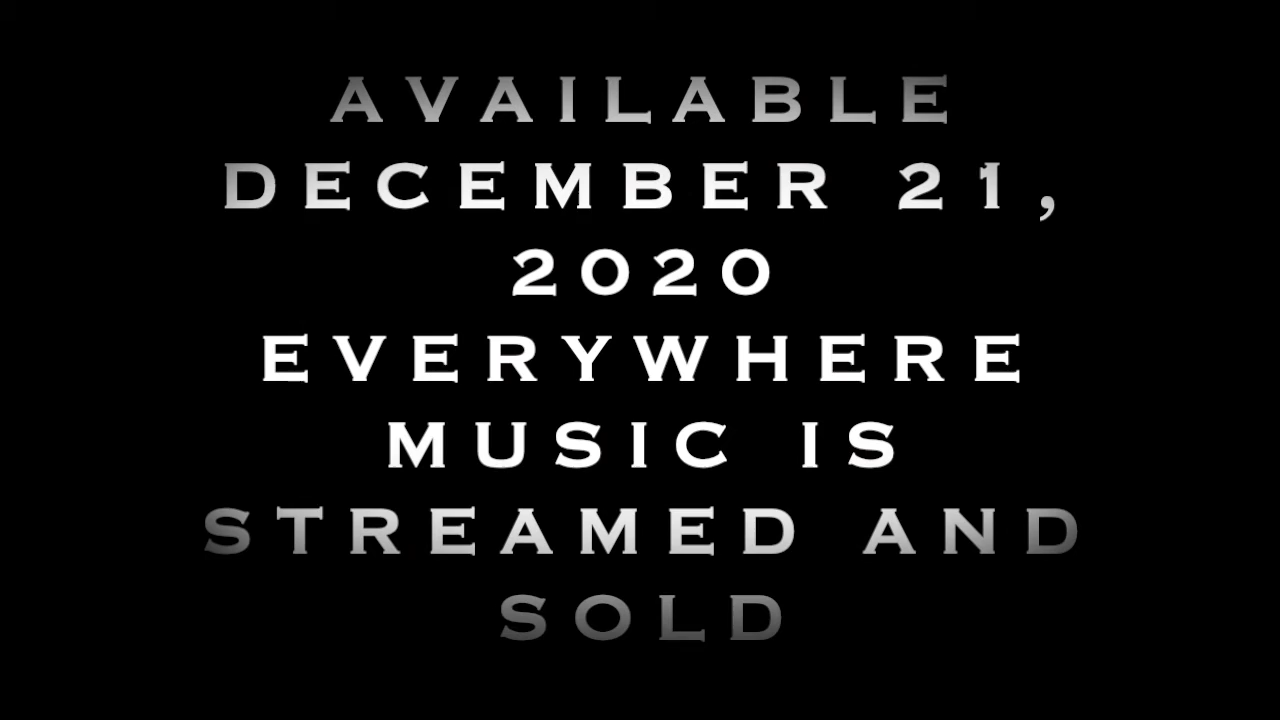 AVAILABLE
DECEMBER 21,
2020
EVERYWHERE
MUSIC IS
STREAMED AND
SOLD